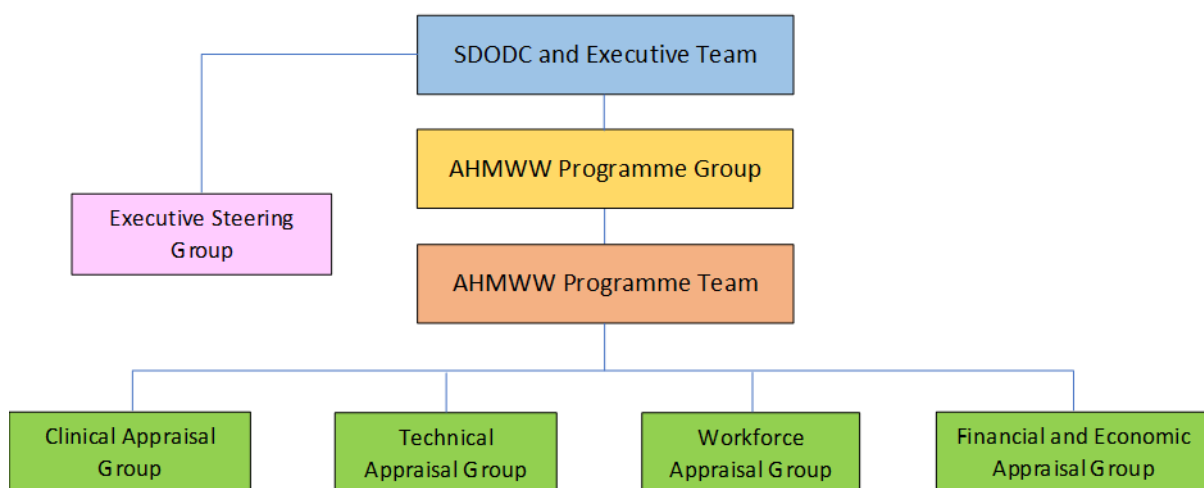 SDODC and Executive Team
AHMWW Programme Group
Executive Steering
Group
AHMWW Programme Team
Clinical Appraisal
Group
Technical
Appraisal Group
Workforce
Appraisal Group
Financial and Economic
Appraisal Group